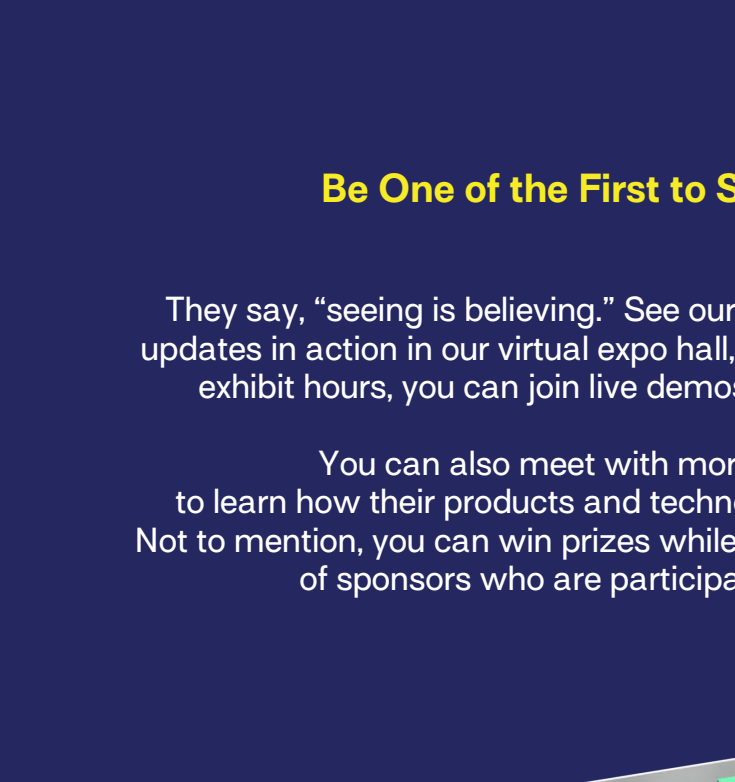 Be One of the First to S
They say, “seeing is believing.” See our
updates in action in our virtual expo hall,
exhibit hours, you can join live demos
You can also meet with mor
to learn how their products and techno
Not to mention, you can win prizes while
of sponsors who are participa